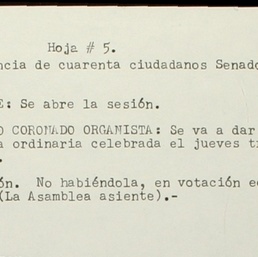 Hoja # 5.
ncia de cuarenta ciudadanos Senado
E: Se abre la sesión.
O CORONADO ORGANISTA: Se va a dar
a ordinaria celebrada el jueves t
.
ón. No habiéndola, en votación e
(La Asamblea asiente).-